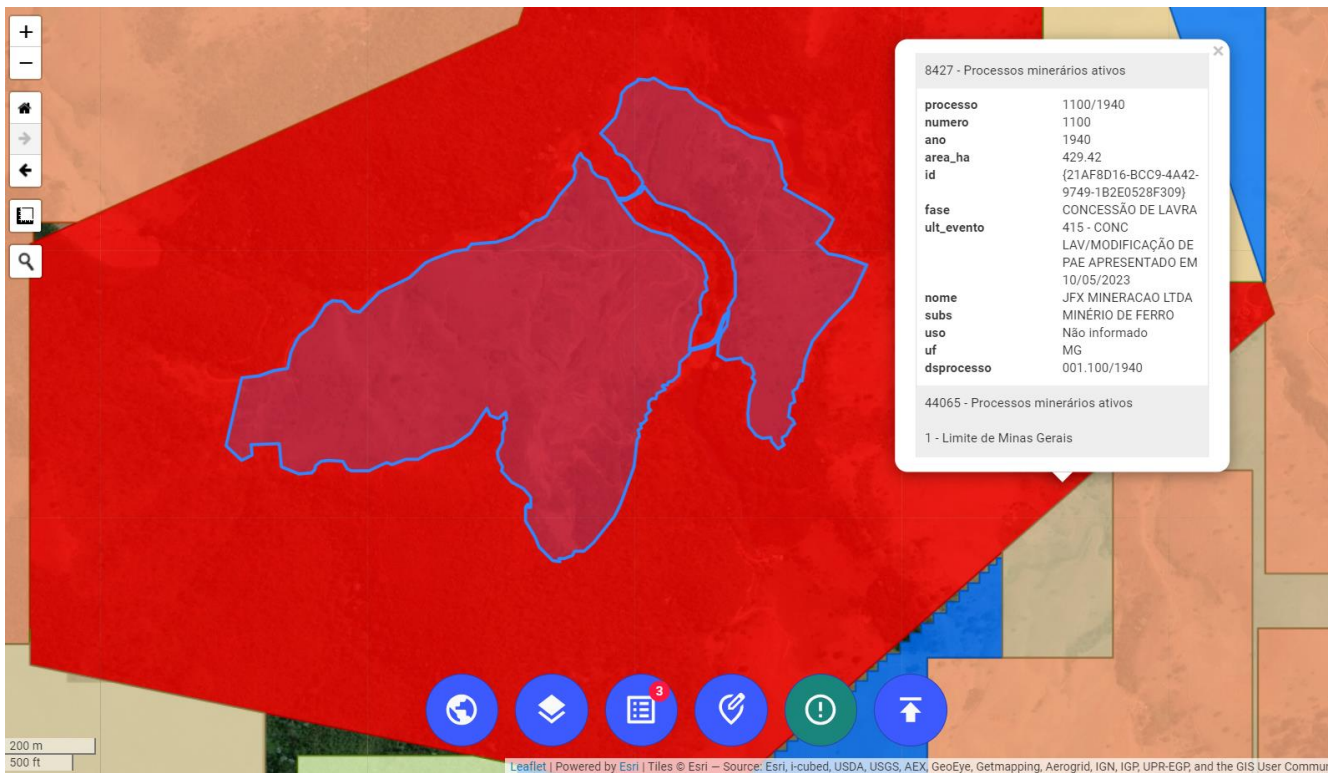 +
−
×
8427 - Processos minerários ativos
processo 1100/1940
numero 1100
ano 1940
area_ha 429.42
id {21AF8D16-BCC9-4A42-
9749-1B2E0528F309}
fase CONCESSÃO DE LAVRA
ult_evento 415 - CONC
LAV/MODIFICAÇÃO DE
PAE APRESENTADO EM
10/05/2023
nome JFX MINERACAO LTDA
subs MINÉRIO DE FERRO
uso Não informado
uf MG
dsprocesso 001.100/1940
44065 - Processos minerários ativos
1 - Limite de Minas Gerais
3
200 m
500 ft
Leaflet | Powered by Esri | Tiles © Esri — Source: Esri, i-cubed, USDA, USGS, AEX, GeoEye, Getmapping, Aerogrid, IGN, IGP, UPR-EGP, and the GIS User Commun